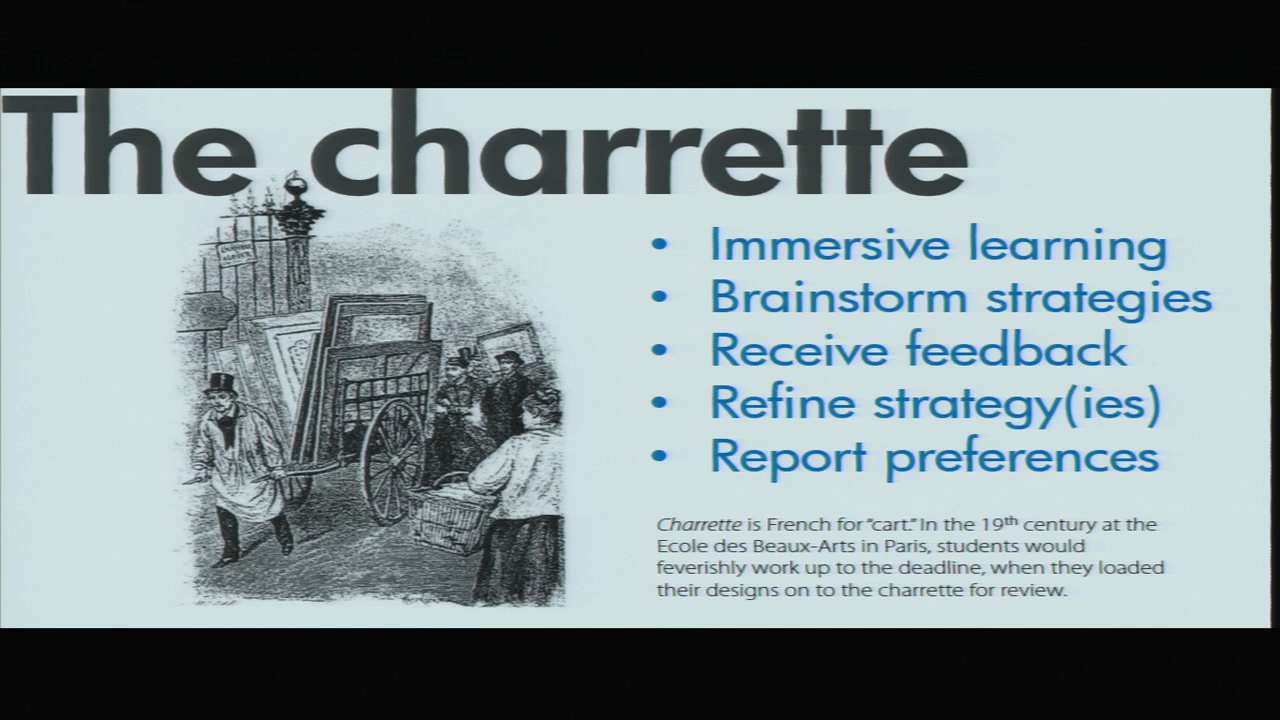 The charrette
• Immersive learning
• Brainstorm strategies
• Receive feedback
• Refine strategy(ies)
• Report preferences
Charrette is French for "cart." In the 19th century at the
Ecole des Beaux-Arts in Paris, students would
feverishly work up to the deadline, when they loaded
their designs on to the charrette for review.